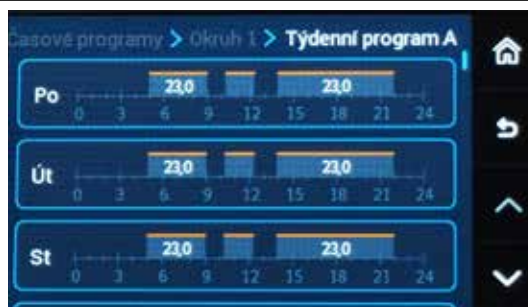 Časové programy > Okruh 1 > Týdenní program A
Po 23,0 23,0
0 3 6 9 12 15 18 21 24
Út 23,0 23,0
0 3 6 9 12 15 18 21 24
St 23,0 23,0
0 3 6 9 12 15 18 21 24